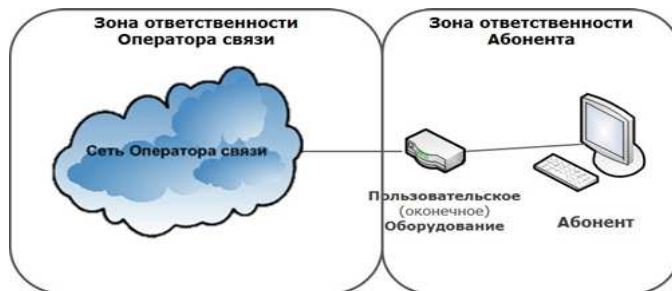 Зона ответственности
Оператора связи
Зона ответственности
Абонента
Сеть Оператора связи
Пользовательское
(оконечное)
Оборудование
Абонент